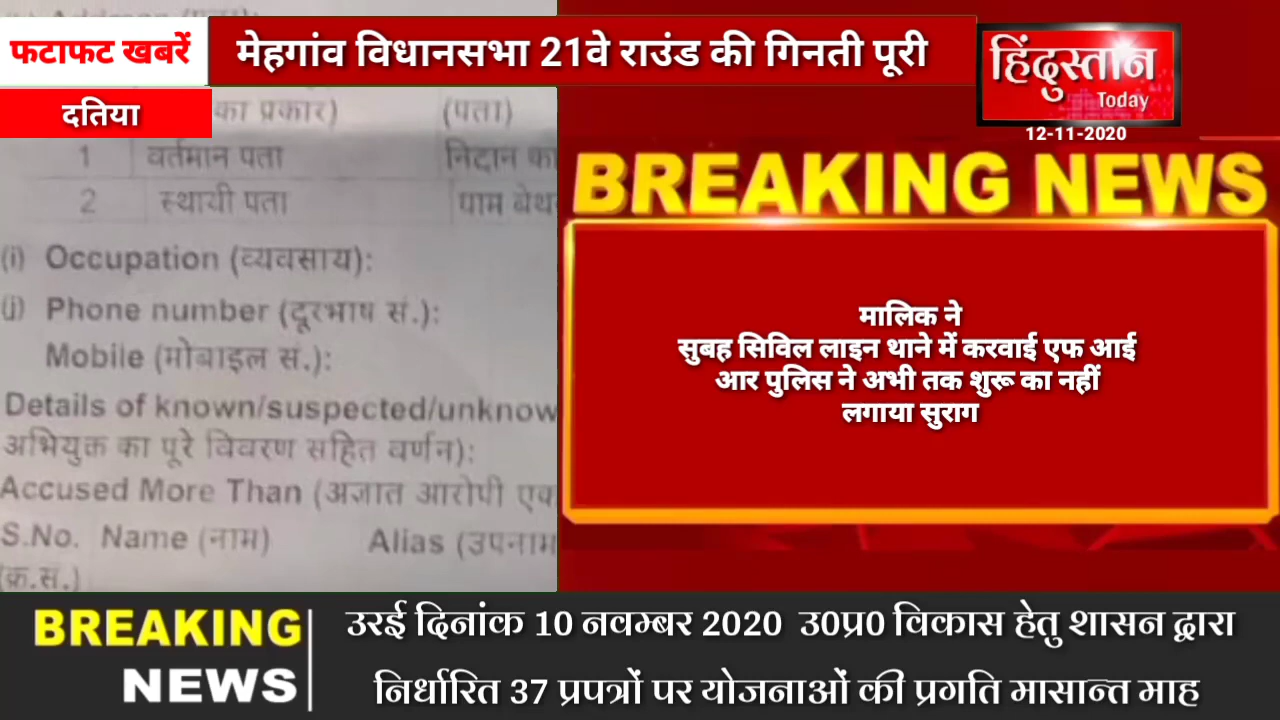 फटाफट खबरें
मेहगांव विधानसभा 21वे राउंड की गिनती पूरी
हिंदुस्तान
Today
12-11-2020
दतिया
का प्रकार) (पता)
1 वर्तमान पता
2 स्थायी पता
(i) Occupation (व्यवसाय):
(j) Phone number (दूरभाष सं.):
Mobile (मोबाइल सं.):
Details of known/suspected/unknow
अभियुक्त का पूरे विवरण सहित वर्णन):
Accused More Than (अज्ञात आरोपी एक
S.No. Name (नाम) Alias (उपनाम
(क्र.सं.)
BREAKING NEWS
मालिक ने
सुबह सिविल लाइन थाने में करवाई एफ आई
आर पुलिस ने अभी तक शुरू का नहीं
लगाया सुराग
BREAKING
NEWS
उरई दिनांक 10 नवम्बर 2020 उ0प्र0 विकास हेतु शासन द्वारा
निर्धारित 37 प्रपत्रों पर योजनाओं की प्रगति मासान्त माह